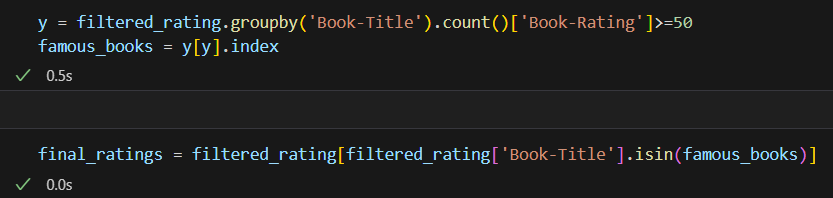 y = filtered_rating.groupby('Book-Title').count()['Book-Rating']>=50
famous_books = y[y].index
✓ 0.5s
final_ratings = filtered_rating[filtered_rating['Book-Title'].isin(famous_books)]
✓ 0.0s